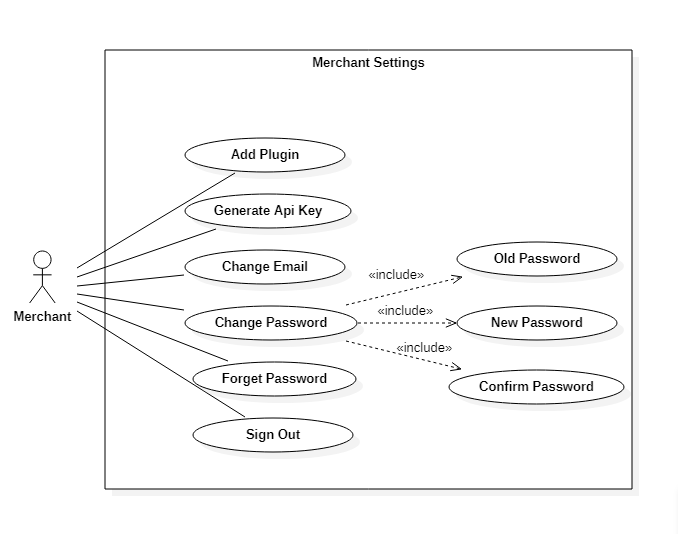 Merchant Settings
Add Plugin
Generate Api Key
Change Email
Change Password
Forget Password
Sign Out
Merchant
«include»
«include»
«include»
Old Password
New Password
Confirm Password